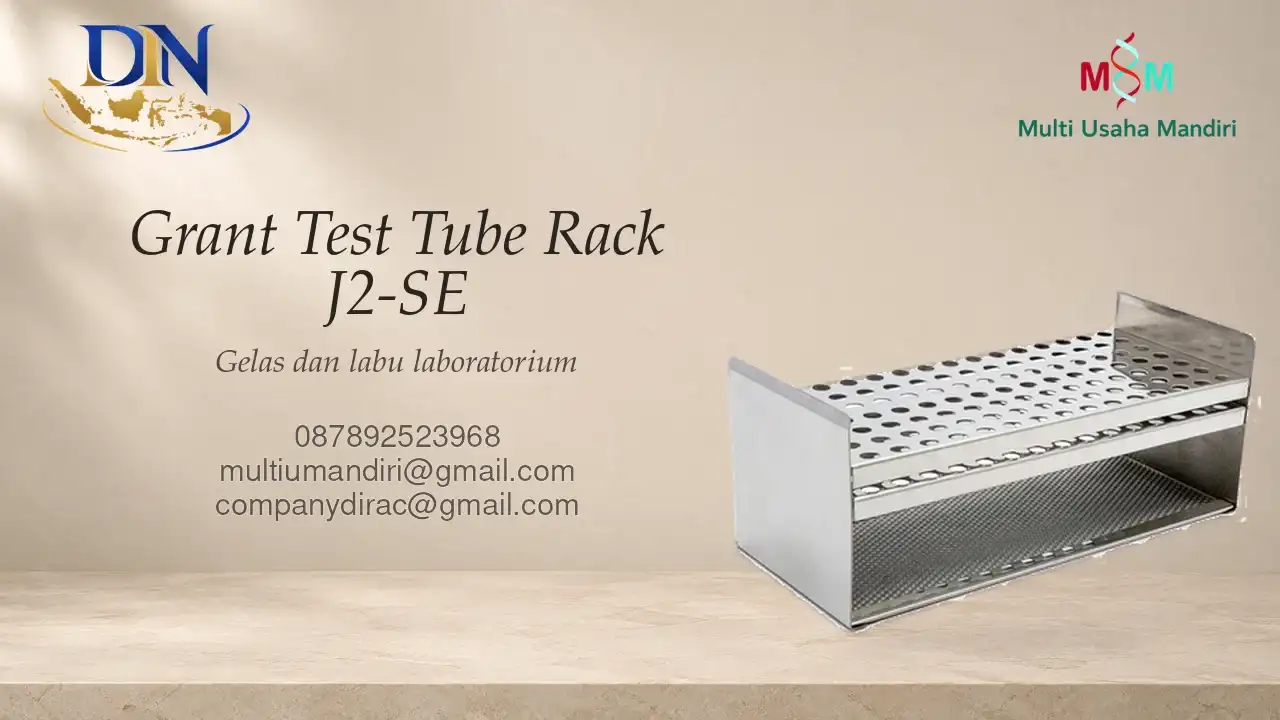 DN
MSM
Multi Usaha Mandiri
Grant Test Tube Rack
J2-SE
Gelas dan labu laboratorium
087892523968
multiumandiri@gmail.com
companydirac@gmail.com